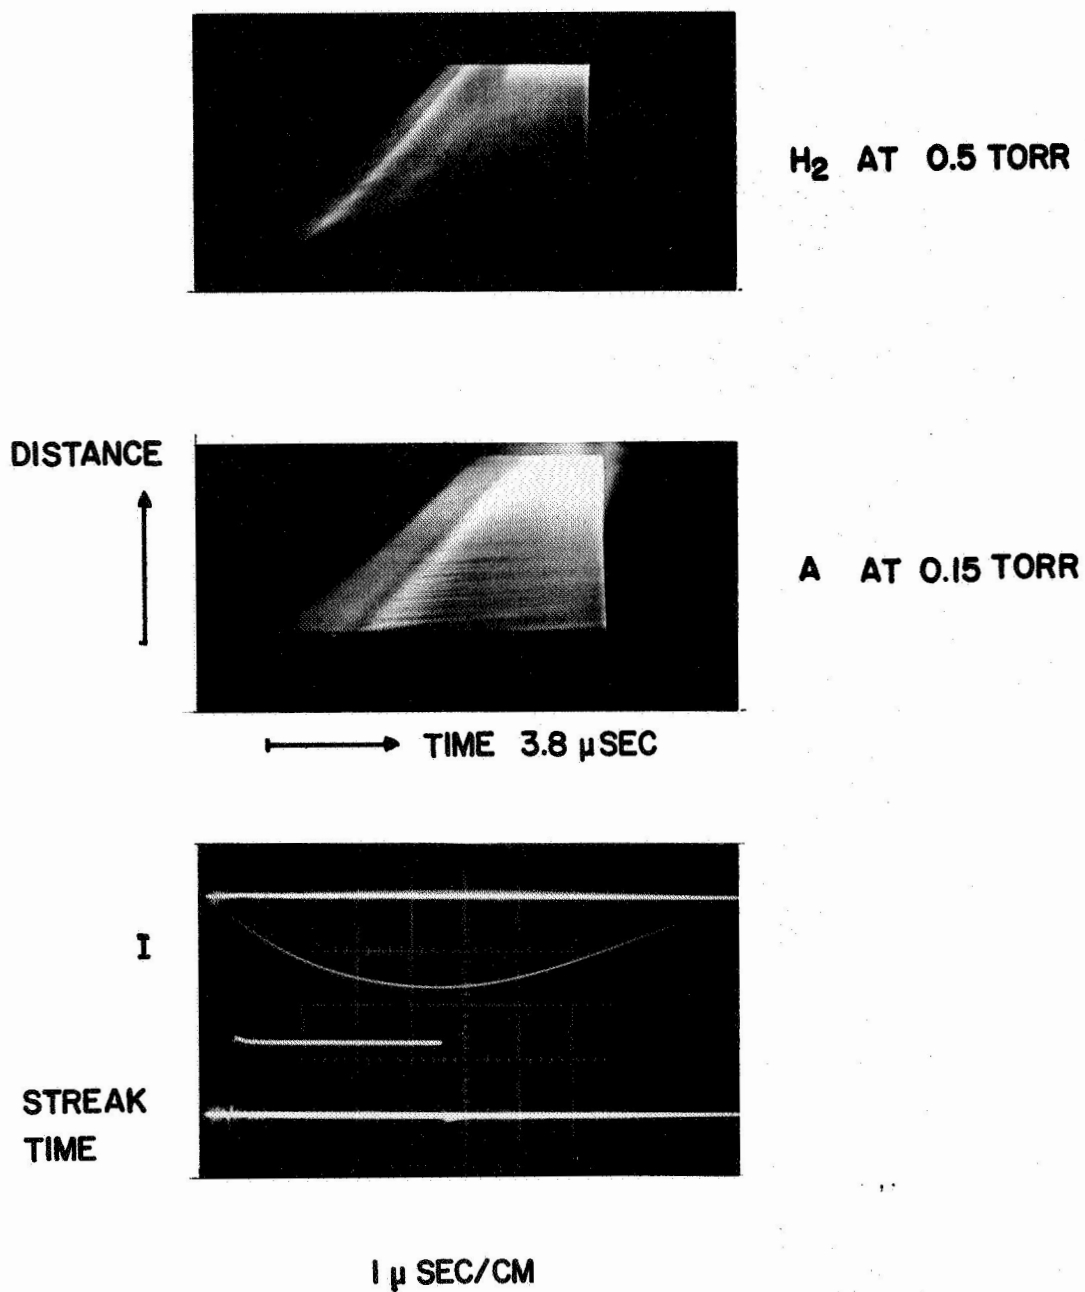 H₂ AT 0.5 TORR
DISTANCE
A AT 0.15 TORR
TIME 3.8 μSEC
I
STREAK
TIME
1 μ SEC/CM